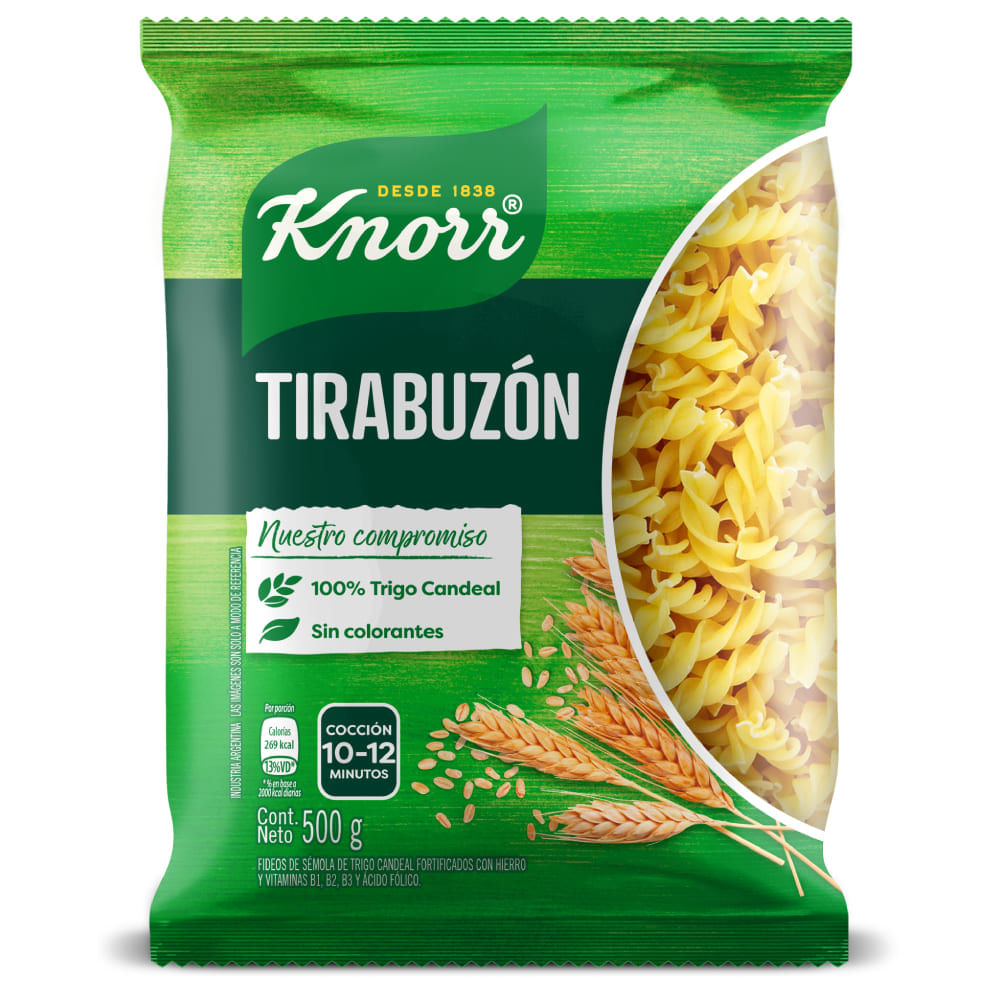 DESDE 1838
Knorr®
TIRABUZÓN
Nuestro compromiso
100% Trigo Candeal
Sin colorantes
INDUSTRIA ARGENTINA LAS IMÁGENES SON SOLO A MODO DE REFERENCIA
Por porción
Calorías
269 kcal
13%VD*
* % en base a
2000 kcal diarias
COCCIÓN
10-12
MINUTOS
Cont.
Neto 500 g
FIDEOS DE SÉMOLA DE TRIGO CANDEAL FORTIFICADOS CON HIERRO
Y VITAMINAS B1, B2, B3 Y ÁCIDO FÓLICO.